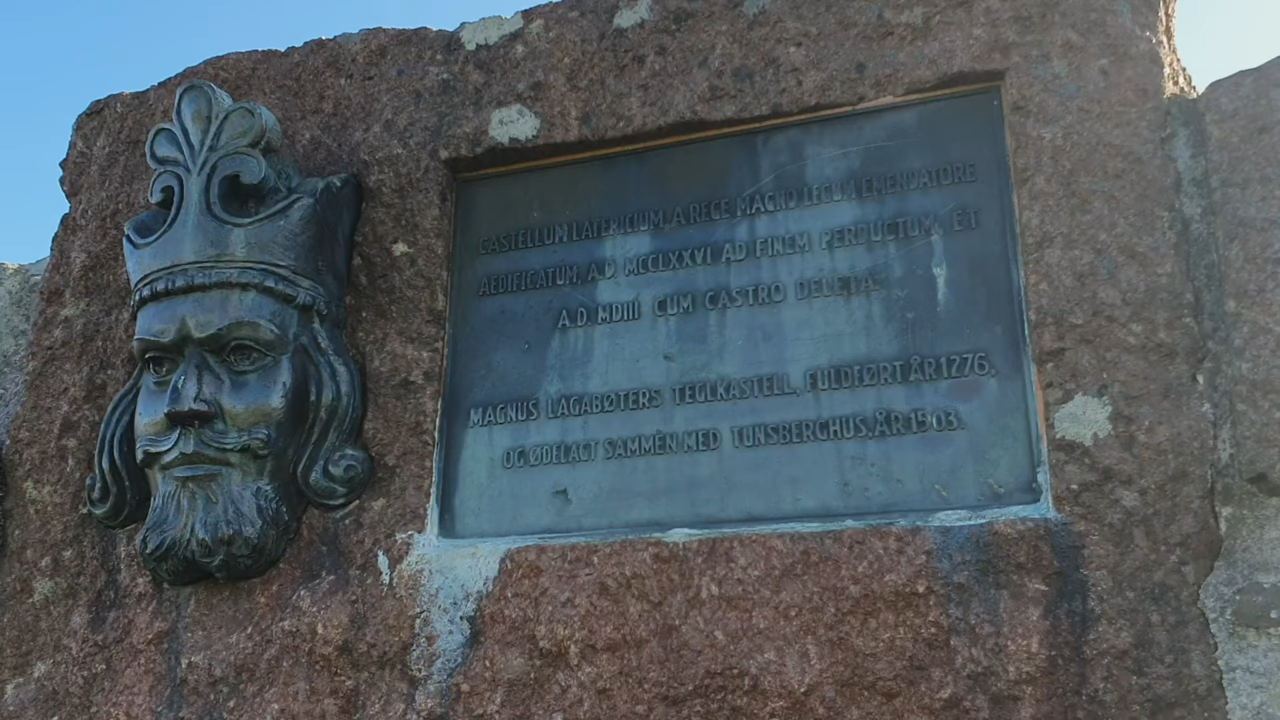 CASTELLUM LATERICIUM A REGE MAGNO LEGUM EMENDATORE
AEDIFICATUM, A.D. MCCLXXVI AD FINEM PERDUCTUM, ET
A.D. MDIII CUM CASTRO DELETA.
MAGNUS LAGABØTERS TEGLKASTELL, FULDFØRT ÅR 1276,
OG ØDELAGT SAMMEN MED TUNSBERGHUS, ÅR 1503.